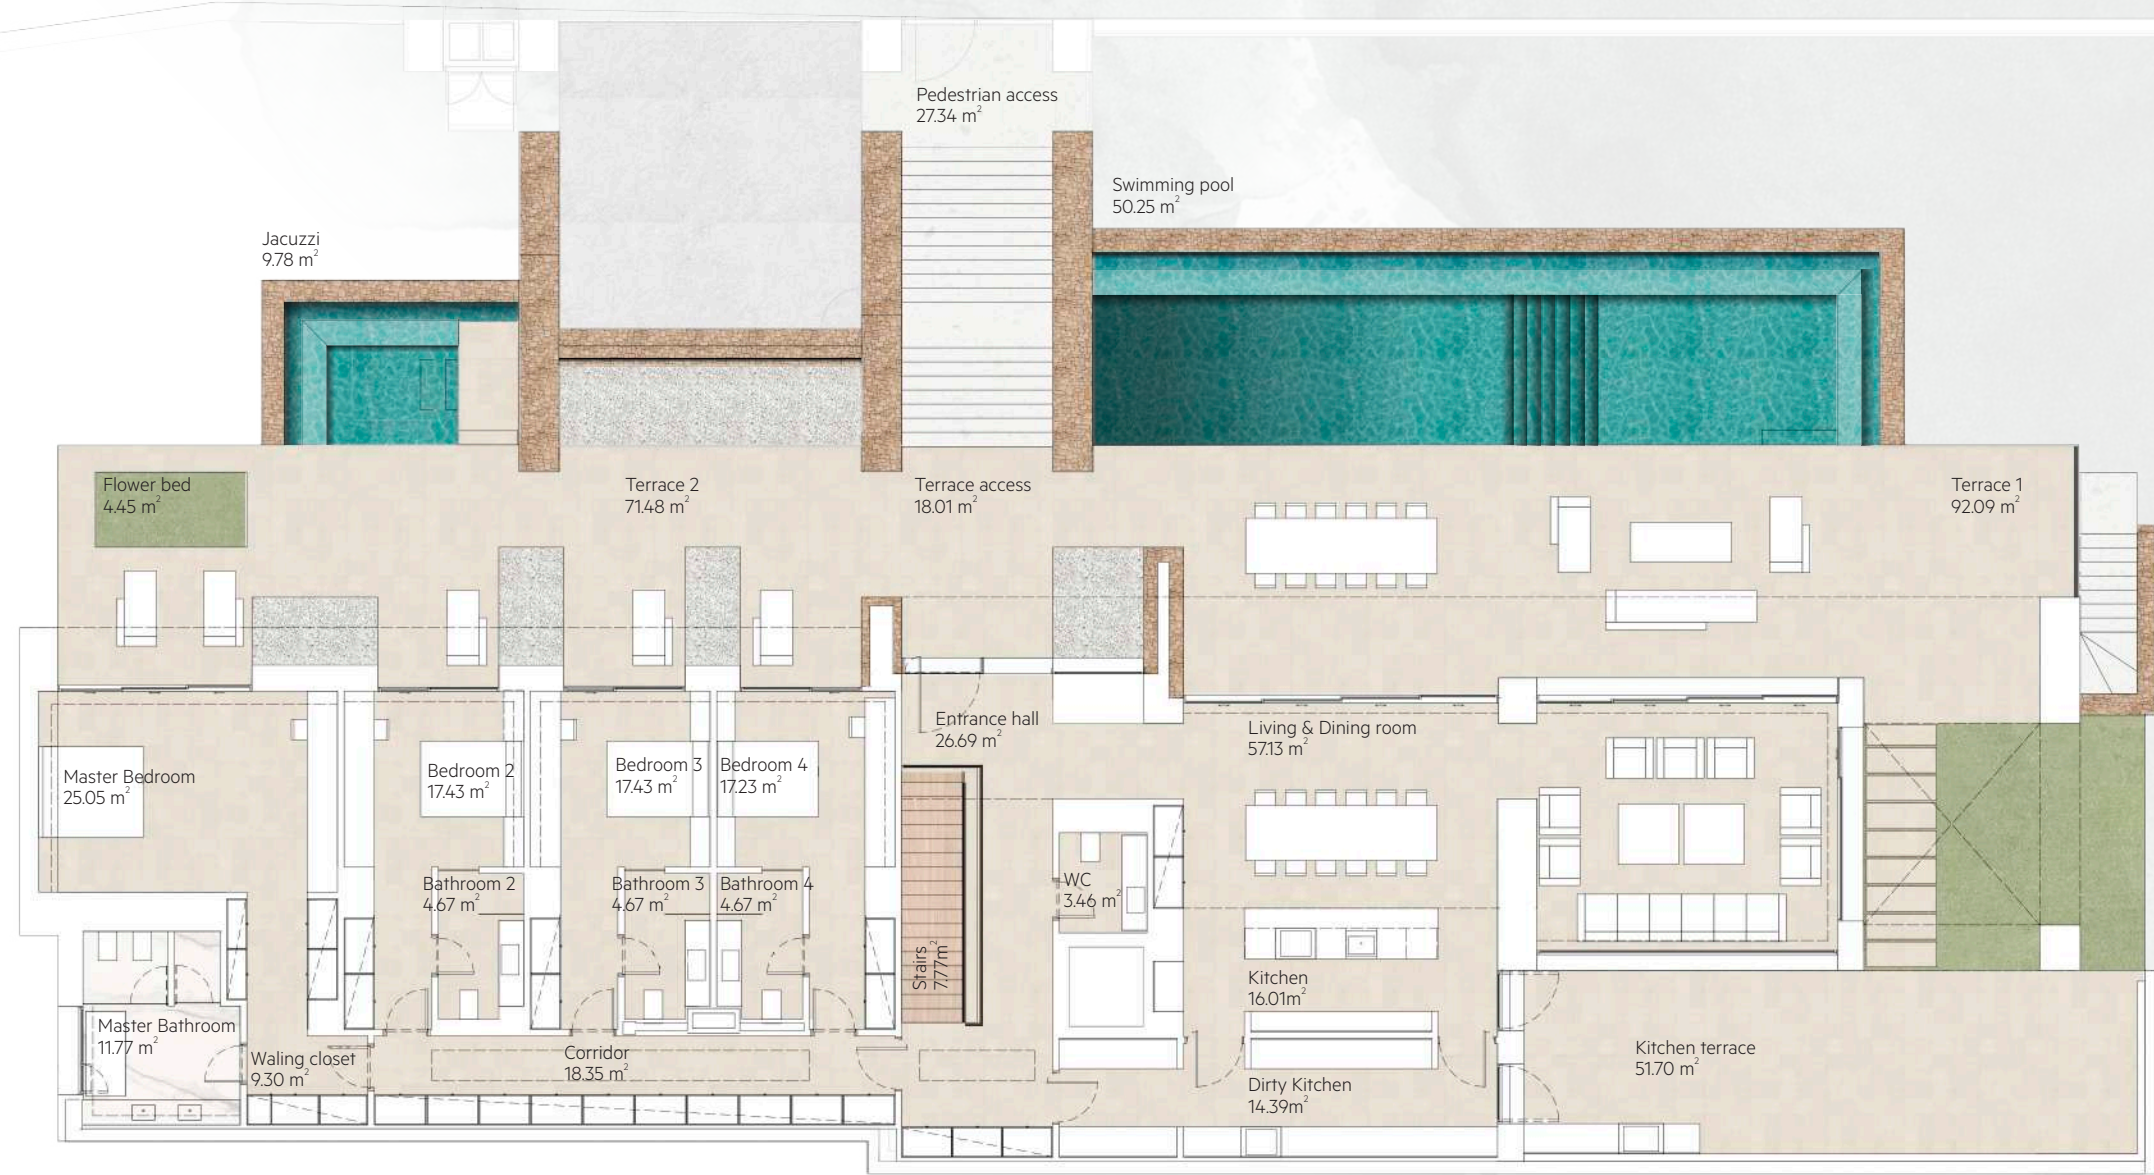 Pedestrian access
27.34 m²
Swimming pool
50.25 m²
Jacuzzi
9.78 m²
Flower bed
4.45 m²
Terrace 2
71.48 m²
Terrace access
18.01 m²
Terrace 1
92.09 m²
Entrance hall
26.69 m²
Living & Dining room
57.13 m²
Master Bedroom
25.05 m²
Bedroom 2
17.43 m²
Bedroom 3
17.43 m²
Bedroom 4
17.23 m²
Bathroom 2
4.67 m²
Bathroom 3
4.67 m²
Bathroom 4
4.67 m²
WC
3.46 m²
Stairs
7.77m²
Kitchen
16.01m²
Master Bathroom
11.77 m²
Waling closet
9.30 m²
Corridor
18.35 m²
Dirty Kitchen
14.39m²
Kitchen terrace
51.70 m²